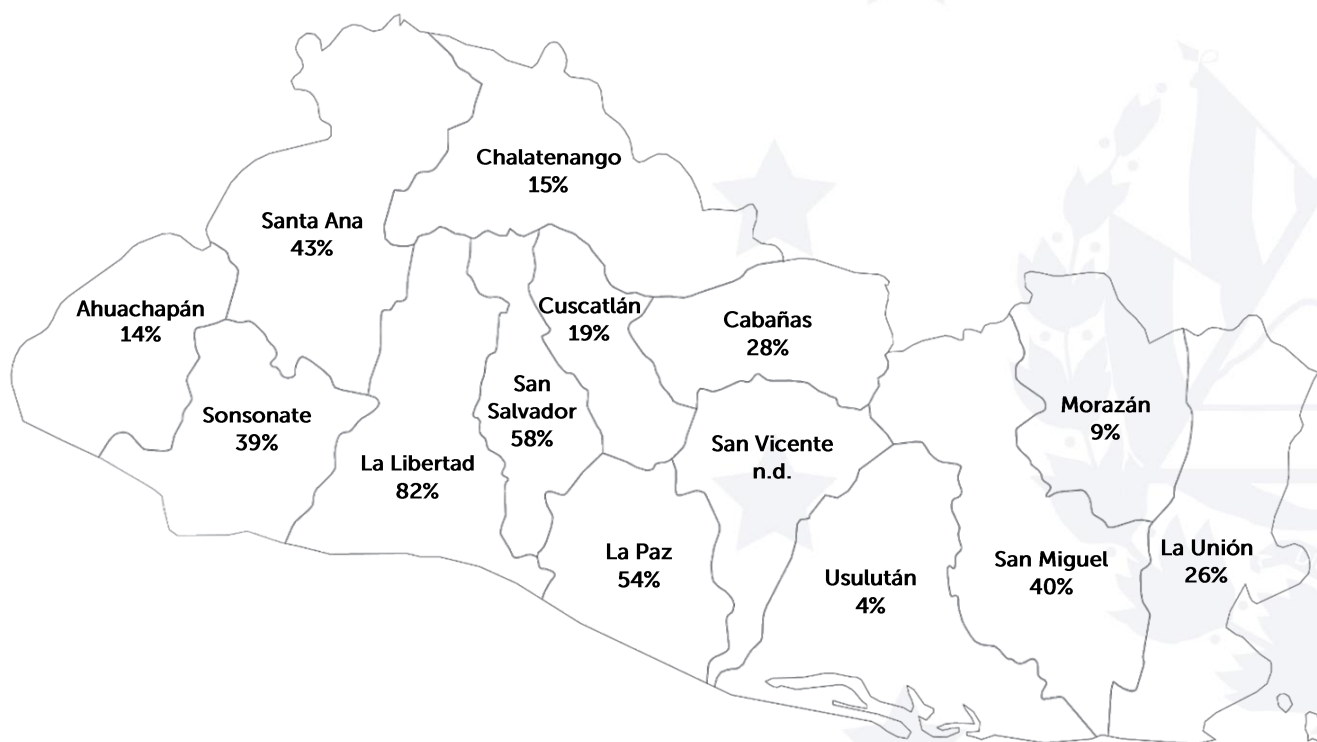 Chalatenango
15%
Santa Ana
43%
Ahuachapán
14%
Cuscatlán
19%
Cabañas
28%
San
Salvador
58%
Sonsonate
39%
Morazán
9%
La Libertad
82%
San Vicente
n.d.
La Paz
54%
Usulután
4%
San Miguel
40%
La Unión
26%